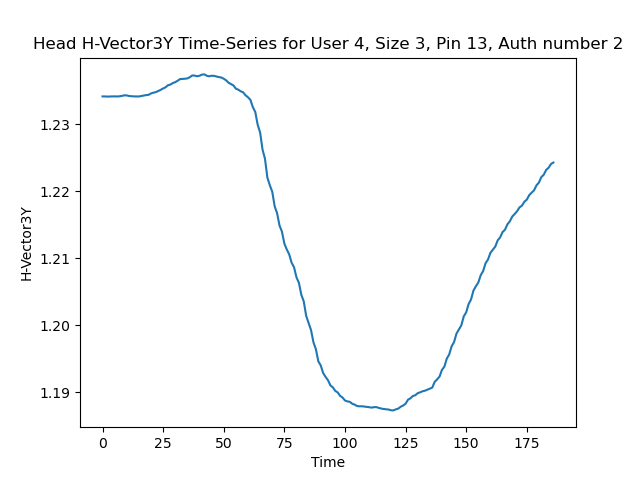 Head H-Vector3Y Time-Series for User 4, Size 3, Pin 13, Auth number 2
1.23
1.22
1.21
1.20
1.19
H-Vector3Y
0 25 50 75 100 125 150 175
Time